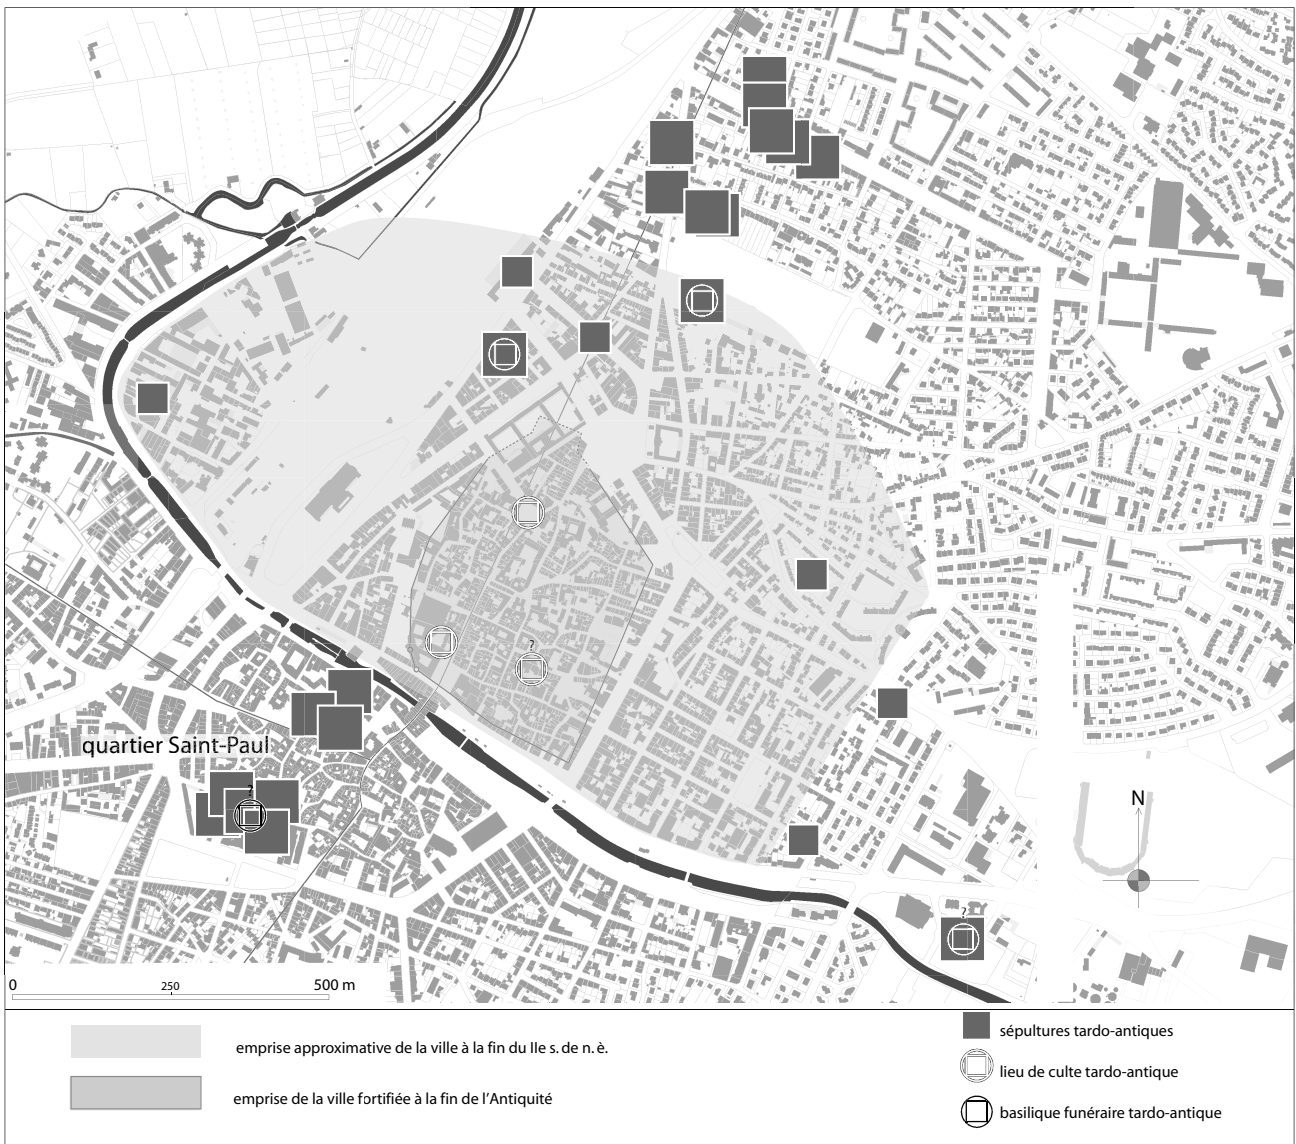 ?
quartier Saint-Paul
?
N
?
0 250 500 m
emprise approximative de la ville à la fin du IIe s. de n. è.
emprise de la ville fortifiée à la fin de l'Antiquité
sépultures tardo-antiques
lieu de culte tardo-antique
basilique funéraire tardo-antique